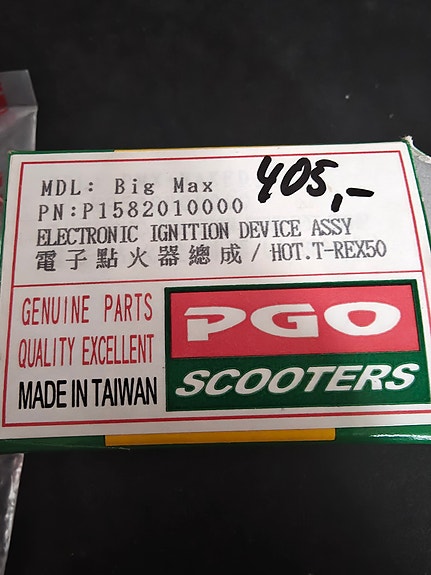 MDL: Big Max
405,-
PN:P1582010000
ELECTRONIC IGNITION DEVICE ASSY
電子點火器總成/HOT.T-REX50
GENUINE PARTS
QUALITY EXCELLENT
MADE IN TAIWAN
PGO
SCOOTERS